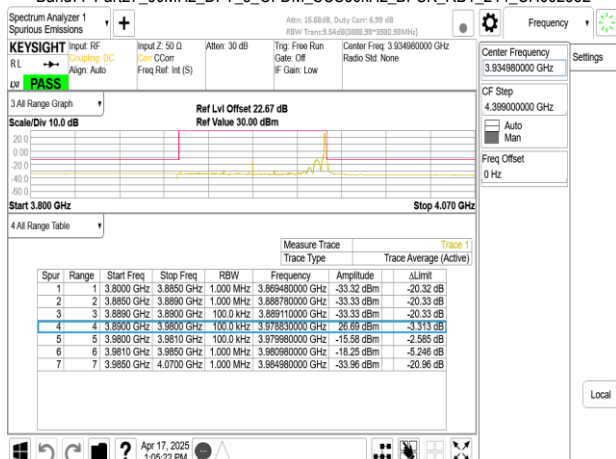 Spectrum Analyzer 1
Spurious Emissions
+
Attn: 15.68dB, Duty Corr: 6.99 dB
Frequency
KEYSIGHT
Input: RF
Coupling: DC
Align: Auto
Input Z: 50 Ω
Corr CCorr
Freq Ref: Int (S)
Atten: 30 dB
Trig: Free Run
Gate: Off
IF Gain: Low
Center Freq: 3.934980000 GHz
Radio Std: None
RL
LXI
PASS
Center Frequency
3.934980000 GHz
Settings
CF Step
4.399000000 GHz
Auto
Man
Freq Offset
0 Hz
3 All Range Graph
Scale/Div 10.0 dB
Ref Lvl Offset 22.67 dB
Ref Value 30.00 dBm
20.0
0.00
-20.0
-40.0
-60.0
Start 3.800 GHz
Stop 4.070 GHz
4 All Range Table
Measure Trace Trace 1
Trace Type Trace Average (Active)
Spur Range Start Freq Stop Freq RBW Frequency Amplitude ΔLimit
1 1 3.8000 GHz 3.8850 GHz 1.000 MHz 3.869480000 GHz -33.32 dBm -20.32 dB
2 2 3.8850 GHz 3.8890 GHz 1.000 MHz 3.888780000 GHz -33.33 dBm -20.33 dB
3 3 3.8890 GHz 3.8900 GHz 100.0 kHz 3.889110000 GHz -33.33 dBm -20.33 dB
4 4 3.8900 GHz 3.9800 GHz 100.0 kHz 3.978830000 GHz 26.69 dBm -3.313 dB
5 5 3.9800 GHz 3.9810 GHz 100.0 kHz 3.979980000 GHz -15.58 dBm -2.585 dB
6 6 3.9810 GHz 3.9850 GHz 1.000 MHz 3.980980000 GHz -18.25 dBm -5.246 dB
7 7 3.9850 GHz 4.0700 GHz 1.000 MHz 3.984980000 GHz -33.96 dBm -20.96 dB
Local
?
Apr 17, 2025
1:05:22 PM